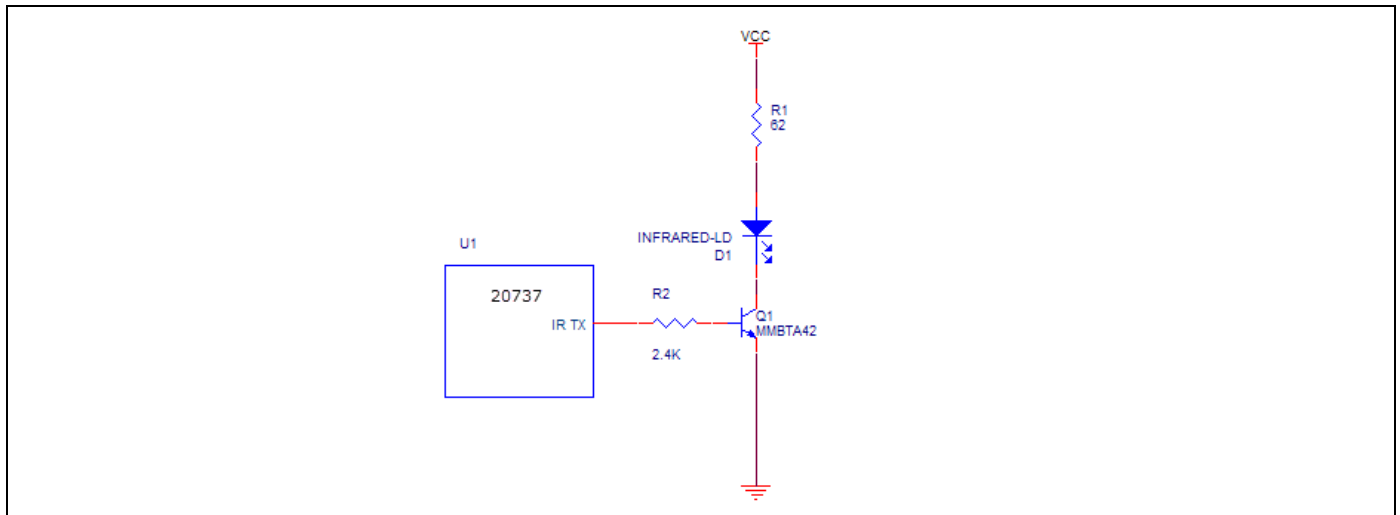 VCC
R1
62
INFRARED-LD
D1
U1
20737
IR TX
R2
2.4K
Q1
MMBTA42